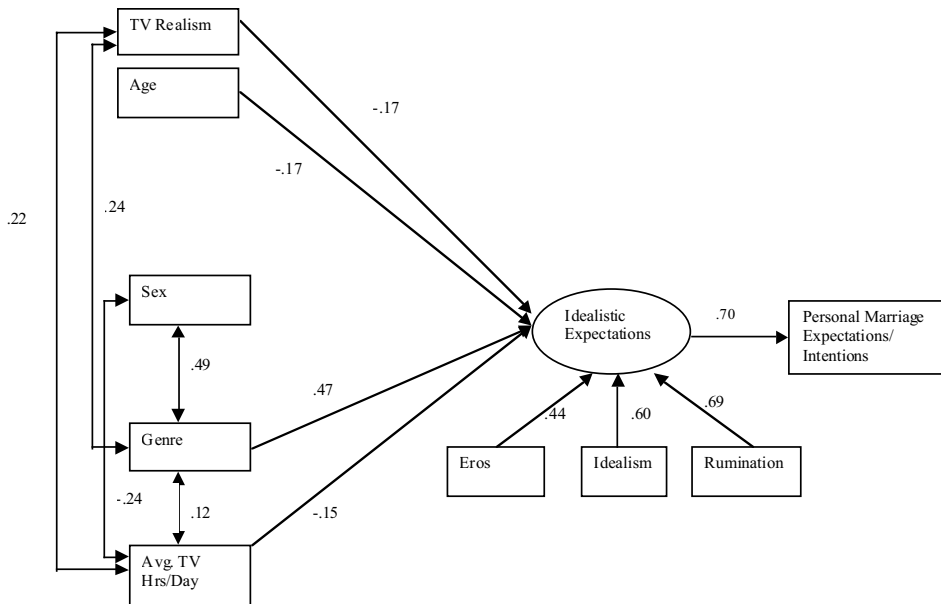 TV Realism
Age
-.17
-.17
.22
.24
Sex
Idealistic
Expectations
.70
Personal Marriage
Expectations/
Intentions
.49
.47
.44
.60
.69
Genre
Eros
Idealism
Rumination
-.24
.12
-.15
Avg. TV
Hrs/Day